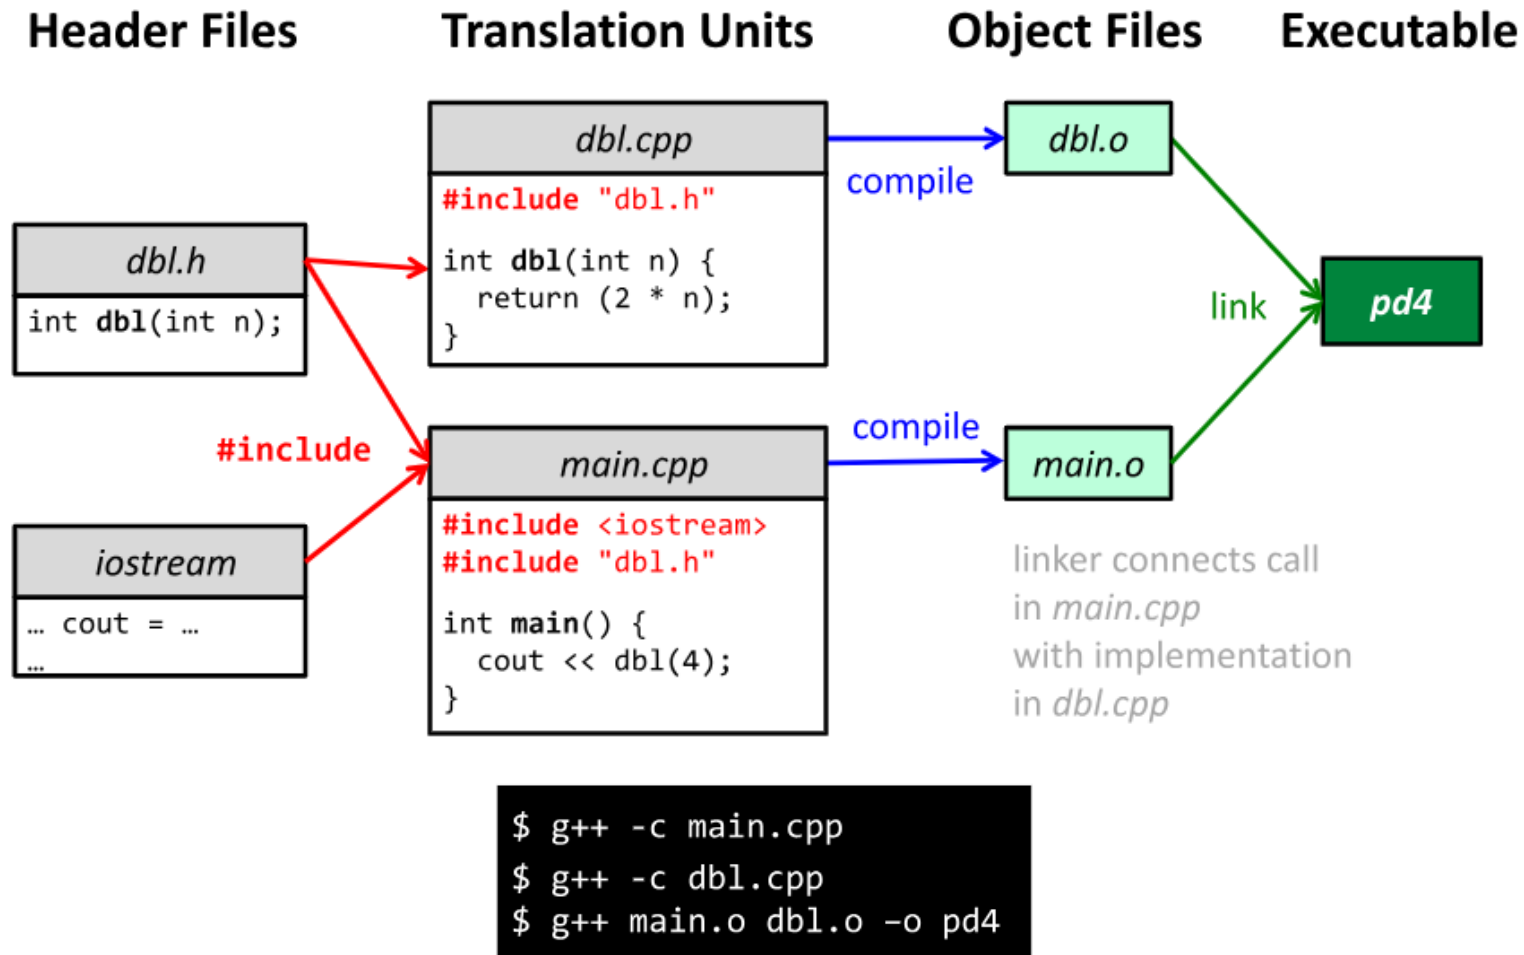 Header Files
Translation Units
Object Files
Executable
dbl.h
int dbl(int n);
#include
iostream
… cout = …
…
dbl.cpp
#include "dbl.h"
int dbl(int n) {
  return (2 * n);
}
main.cpp
#include <iostream>
#include "dbl.h"
int main() {
  cout << dbl(4);
}
compile
compile
dbl.o
main.o
link
pd4
linker connects call
in main.cpp
with implementation
in dbl.cpp
$ g++ -c main.cpp
$ g++ -c dbl.cpp
$ g++ main.o dbl.o –o pd4